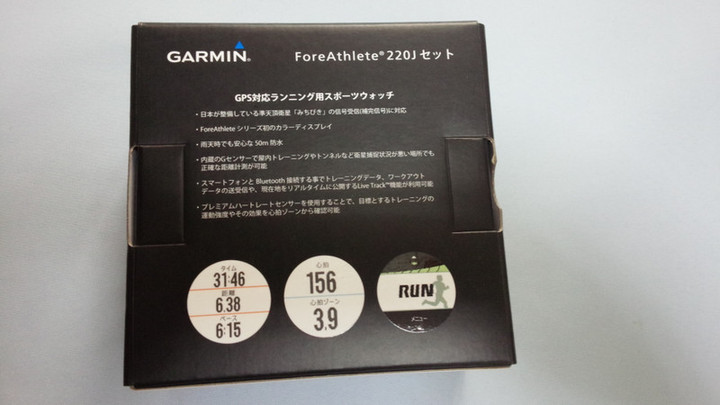 GARMIN
ForeAthlete® 220J セット
GPS対応ランニング用スポーツウォッチ
・日本が整備している準天頂衛星「みちびき」の信号受信(補完信号)に対応
・ForeAthlete シリーズ初のカラーディスプレイ
・雨天時でも安心な 50m 防水
・内蔵のGセンサーで屋内トレーニングやトンネルなど衛星捕捉状況が悪い場所でも
正確な距離計測が可能
・スマートフォンと Bluetooth 接続する事でトレーニングデータ、ワークアウト
データの送受信や、現在地をリアルタイムに公開するLive Track™機能が利用可能
・プレミアムハートレートセンサーを使用することで、目標とするトレーニングの
運動強度やその効果を心拍ゾーンから確認可能
タイム
31:46
距離
6.38
ペース
6:15
心拍
156
心拍ゾーン
3.9
RUN
メニュー